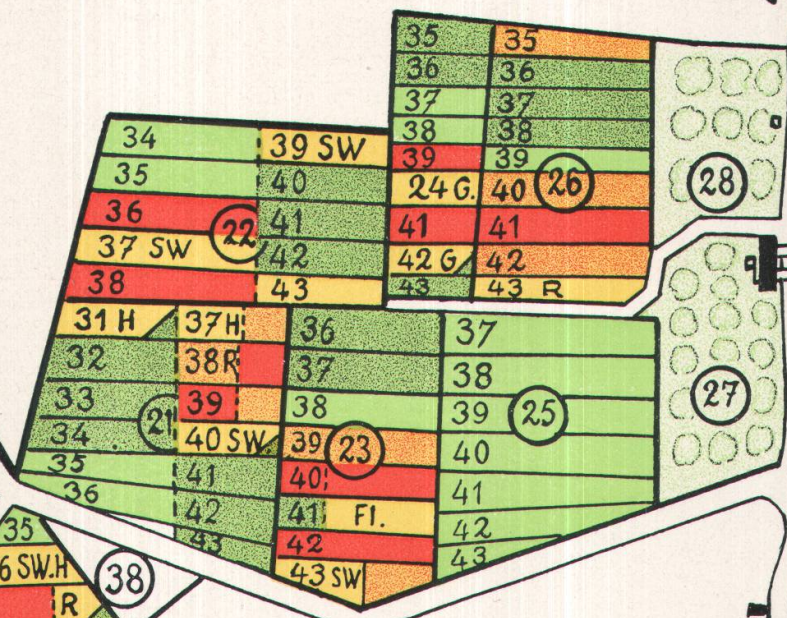 35 35
36 36
37 37
38 38
39 39
24 G. 40 26
41 41
42 G 42
43 43 R
28
34 39 SW
35 40
36 41
22
37 SW 42
38 43
31 H 37 H
32 38 R
33 39
21
34 40 SW
35 41
36 42
43
36
37
38
39 23
40
41 Fl.
42
43 SW
37
38
39 25
40
41
42
43
27
35
6 SW.H
R
38